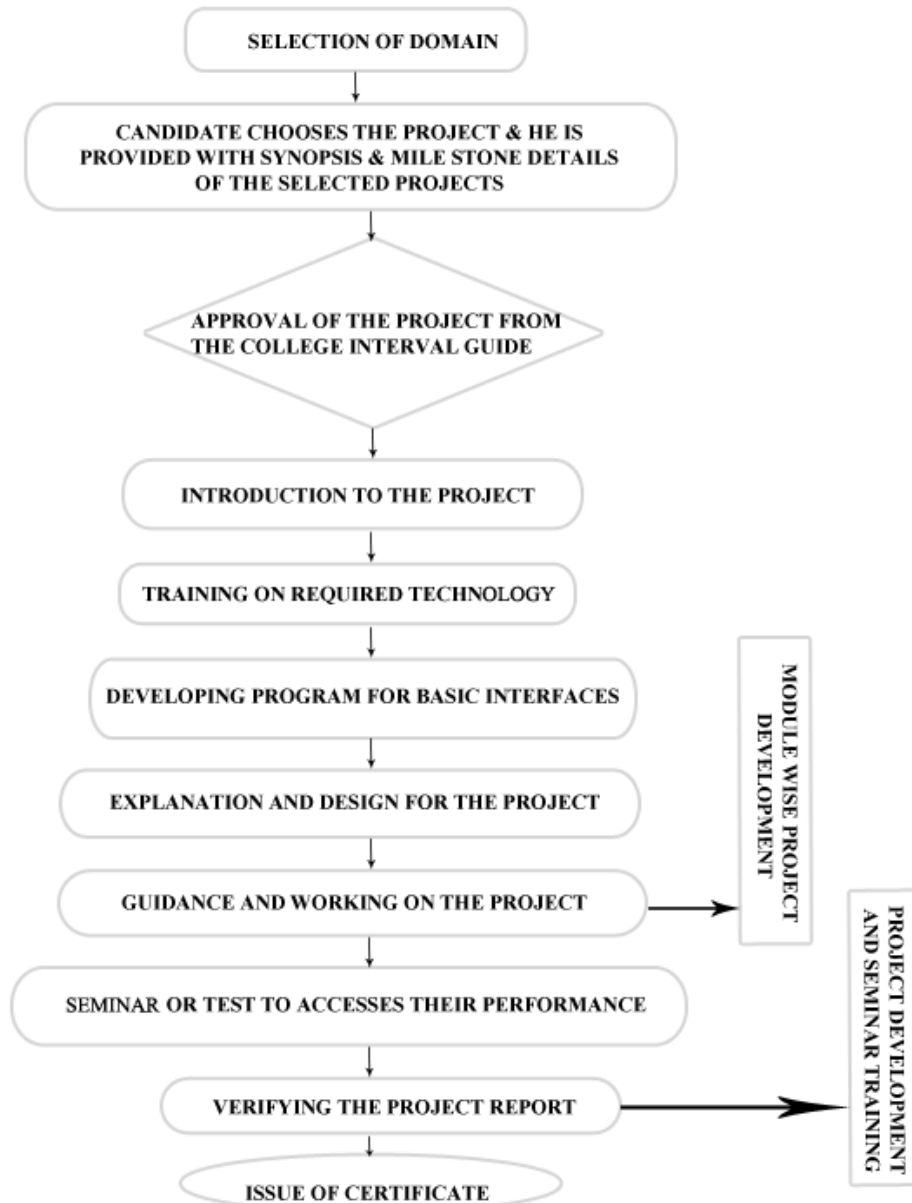 SELECTION OF DOMAIN
CANDIDATE CHOOSES THE PROJECT & HE IS
PROVIDED WITH SYNOPSIS & MILE STONE DETAILS
OF THE SELECTED PROJECTS
APPROVAL OF THE PROJECT FROM
THE COLLEGE INTERVAL GUIDE
INTRODUCTION TO THE PROJECT
TRAINING ON REQUIRED TECHNOLOGY
DEVELOPING PROGRAM FOR BASIC INTERFACES
EXPLANATION AND DESIGN FOR THE PROJECT
GUIDANCE AND WORKING ON THE PROJECT
MODULE WISE PROJECT
DEVELOPMENT
SEMINAR OR TEST TO ACCESSES THEIR PERFORMANCE
VERIFYING THE PROJECT REPORT
PROJECT DEVELOPMENT
AND SEMINAR TRAINING
ISSUE OF CERTIFICATE